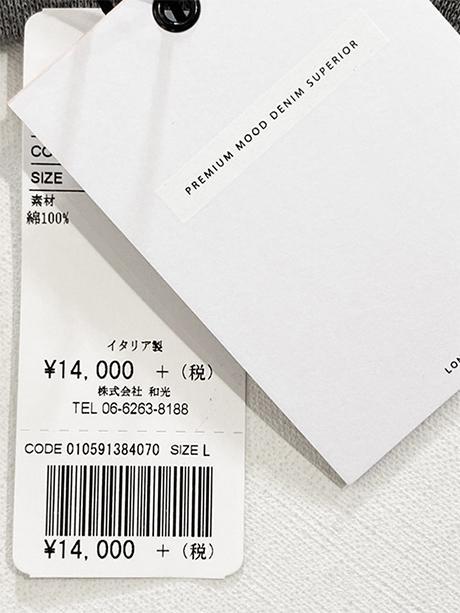 PREMIUM MOOD DENIM SUPERIOR
SIZE
素材
綿100%
イタリア製
¥14,000 + (税)
株式会社 和光
TEL 06-6263-8188
CODE 010591384070 SIZE L
¥14,000 + (税)